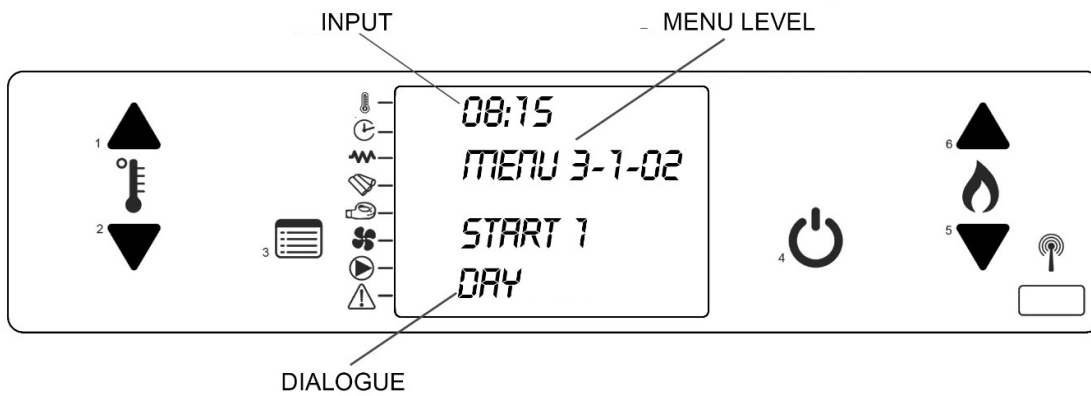 INPUT
MENU LEVEL
08:15
MENU 3-1-02
START 1
DAY
1
2
3
4
5
6
DIALOGUE